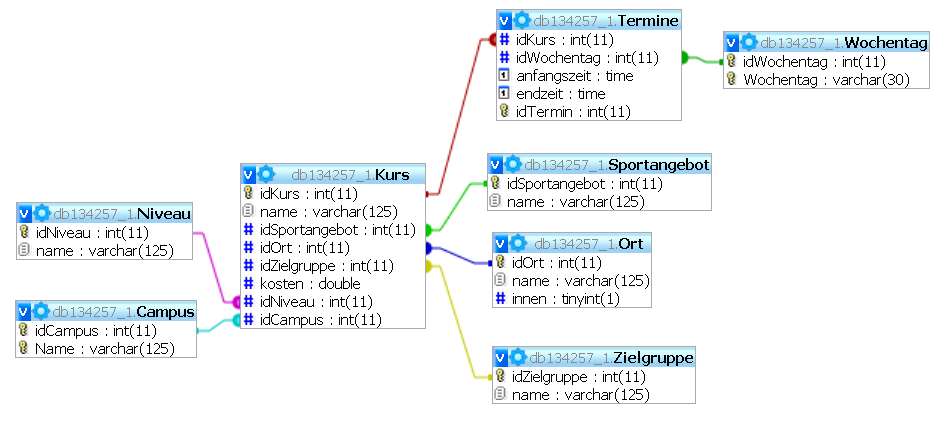 db134257_1.Termine
idKurs : int(11)
idWochentag : int(11)
anfangszeit : time
endzeit : time
idTermin : int(11)
db134257_1.Wochentag
idWochentag : int(11)
Wochentag : varchar(30)
db134257_1.Kurs
idKurs : int(11)
name : varchar(125)
idSportangebot : int(11)
idOrt : int(11)
idZielgruppe : int(11)
kosten : double
idNiveau : int(11)
idCampus : int(11)
db134257_1.Sportangebot
idSportangebot : int(11)
name : varchar(125)
db134257_1.Niveau
idNiveau : int(11)
name : varchar(125)
db134257_1.Ort
idOrt : int(11)
name : varchar(125)
innen : tinyint(1)
db134257_1.Campus
idCampus : int(11)
Name : varchar(125)
db134257_1.Zielgruppe
idZielgruppe : int(11)
name : varchar(125)